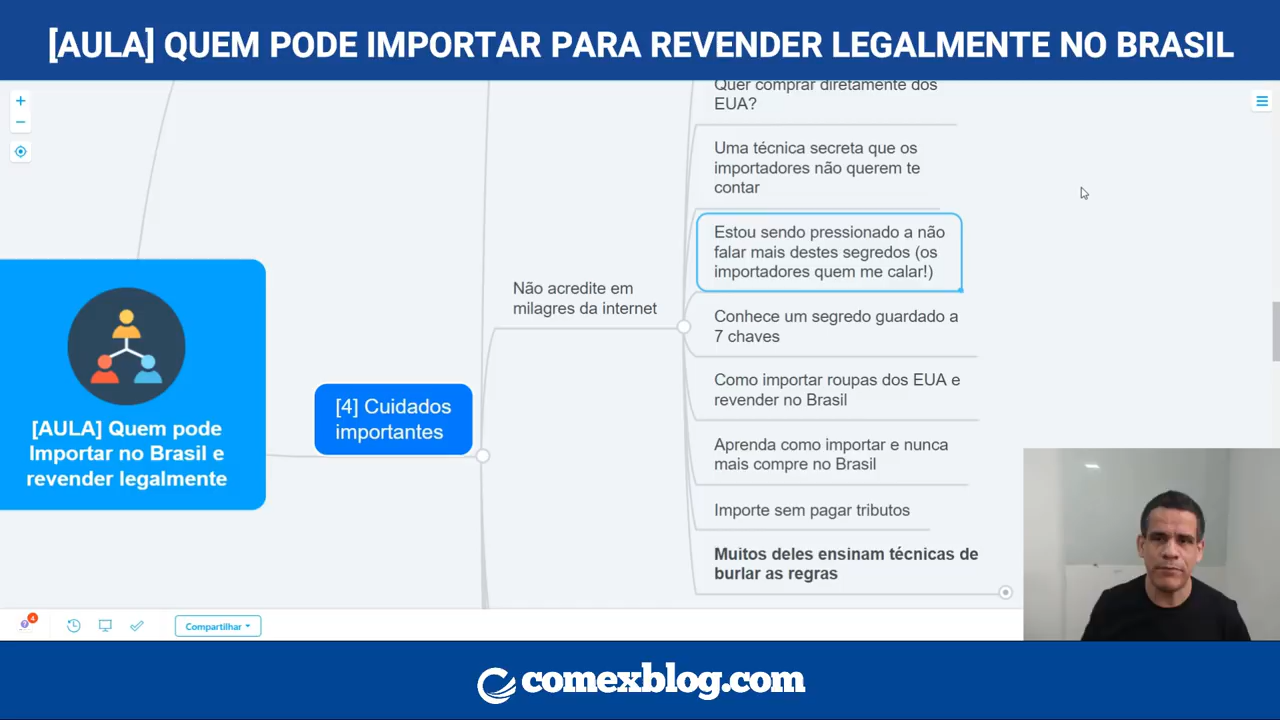 [AULA] QUEM PODE IMPORTAR PARA REVENDER LEGALMENTE NO BRASIL
Quer comprar diretamente dos
EUA?
Uma técnica secreta que os
importadores não querem te
contar
Estou sendo pressionado a não
falar mais destes segredos (os
importadores quem me calar!)
Não acredite em
milagres da internet
Conhece um segredo guardado a
7 chaves
Como importar roupas dos EUA e
revender no Brasil
[4] Cuidados
importantes
[AULA] Quem pode
Importar no Brasil e
revender legalmente
Aprenda como importar e nunca
mais compre no Brasil
Importe sem pagar tributos
Muitos deles ensinam técnicas de
burlar as regras
4
Compartilhar
comexblog.com